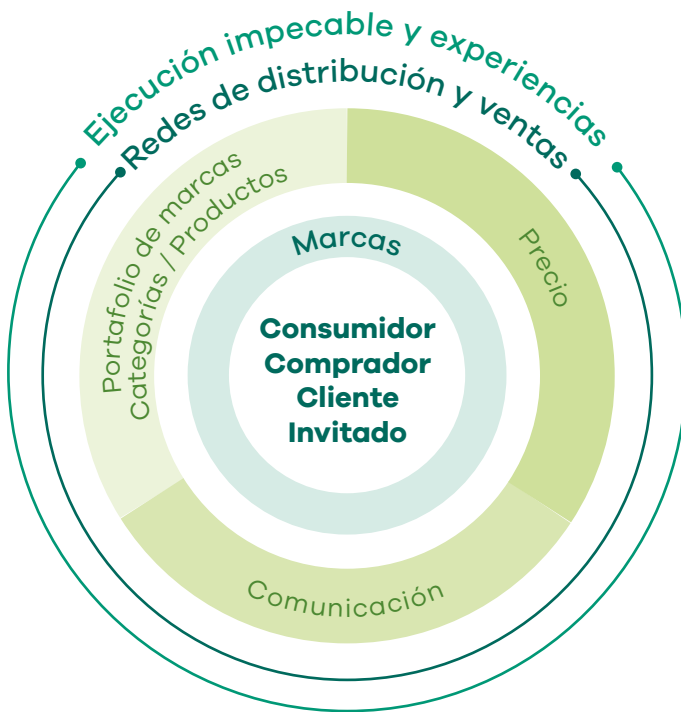 Ejecución impecable y experiencias
Redes de distribución y ventas
Portafolio de marcas
Categorías / Productos
Precio
Marcas
Consumidor
Comprador
Cliente
Invitado
Comunicación